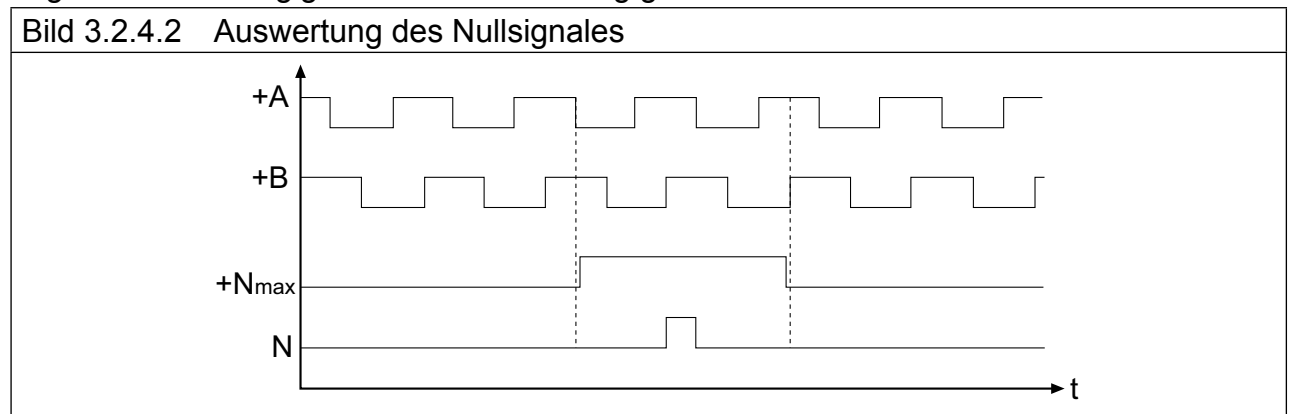 Bild 3.2.4.2 Auswertung des Nullsignales
+A
+B
+Nmax
N
t